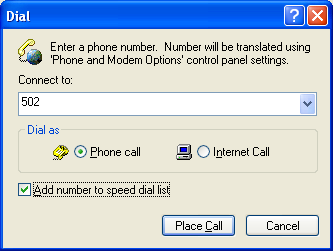 Dial
Enter a phone number.  Number will be translated using
'Phone and Modem Options' control panel settings.
Connect to:
502
Dial as
Phone call
Internet Call
Add number to speed dial list
Place Call
Cancel